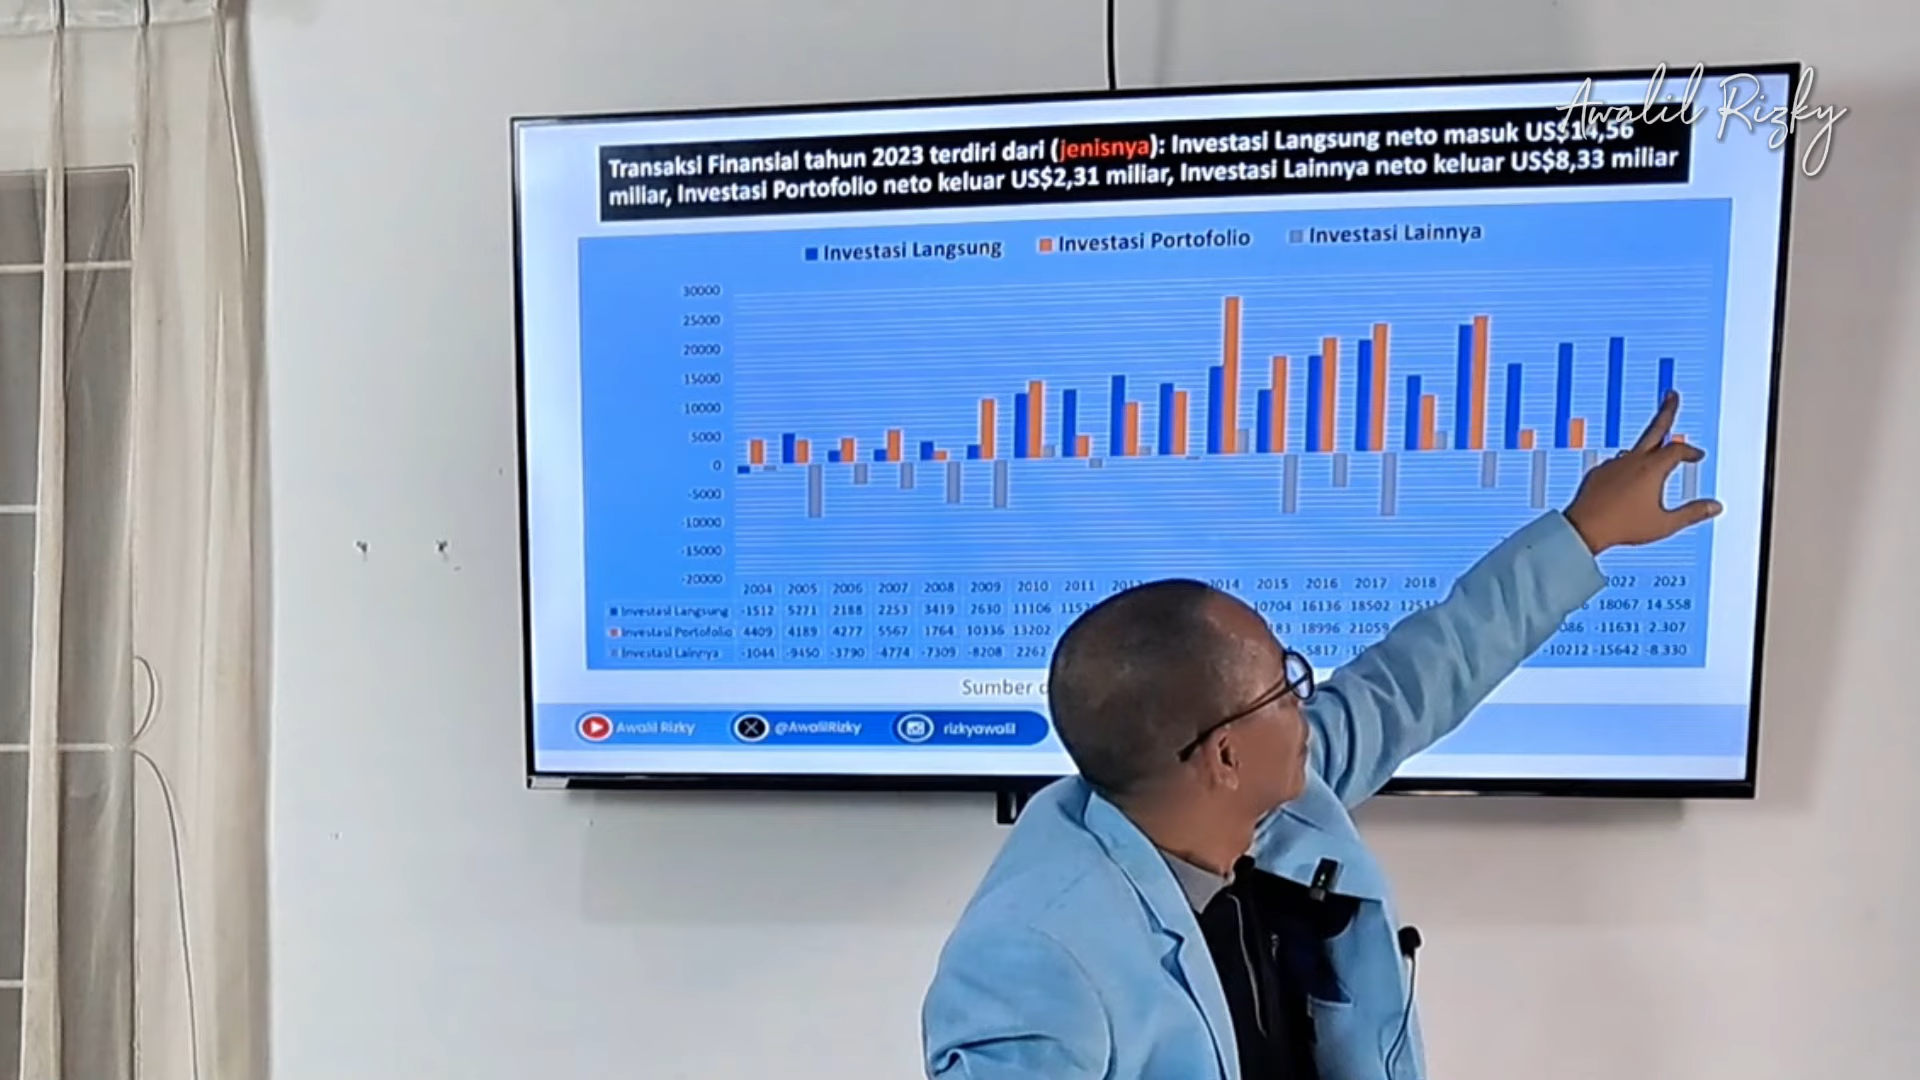 Awalil Rizky
Transaksi Finansial tahun 2023 terdiri dari (jenisnya): Investasi Langsung neto masuk US$14,56
miliar, Investasi Portofolio neto keluar US$2,31 miliar, Investasi Lainnya neto keluar US$8,33 miliar
Investasi Langsung Investasi Portofolio Investasi Lainnya
30000
25000
20000
15000
10000
5000
0
-5000
-10000
-15000
-20000
2004 2005 2006 2007 2008 2009 2010 2011 2014 2015 2016 2017 2018 2022 2023
Investasi Langsung -1512 5271 2188 2253 3419 2630 11106 10704 16136 18502 18067 14.558
Investasi Portofolio 4409 4189 4277 5567 1764 10336 13202 18996 21059 -11631 2.307
Investasi Lainnya -1044 -9450 -3790 -4774 -7309 -8208 2262 -5817 -10212 -15642 -8.330
Sumber
Awalil Rizky @AwalilRizky rizkyawalil